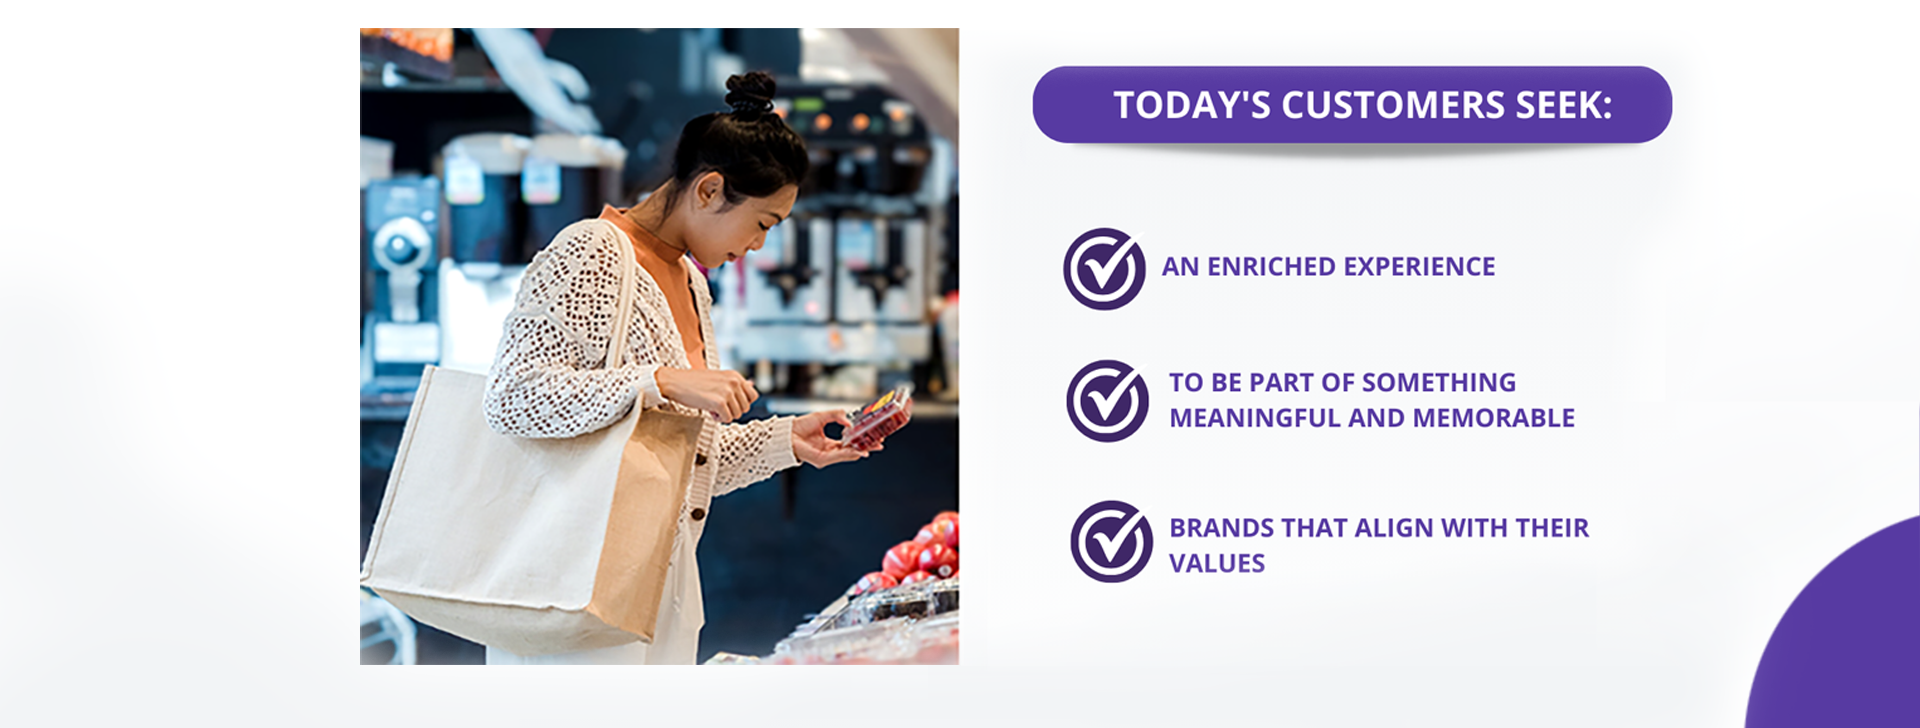 TODAY'S CUSTOMERS SEEK:
AN ENRICHED EXPERIENCE
TO BE PART OF SOMETHING
MEANINGFUL AND MEMORABLE
BRANDS THAT ALIGN WITH THEIR
VALUES